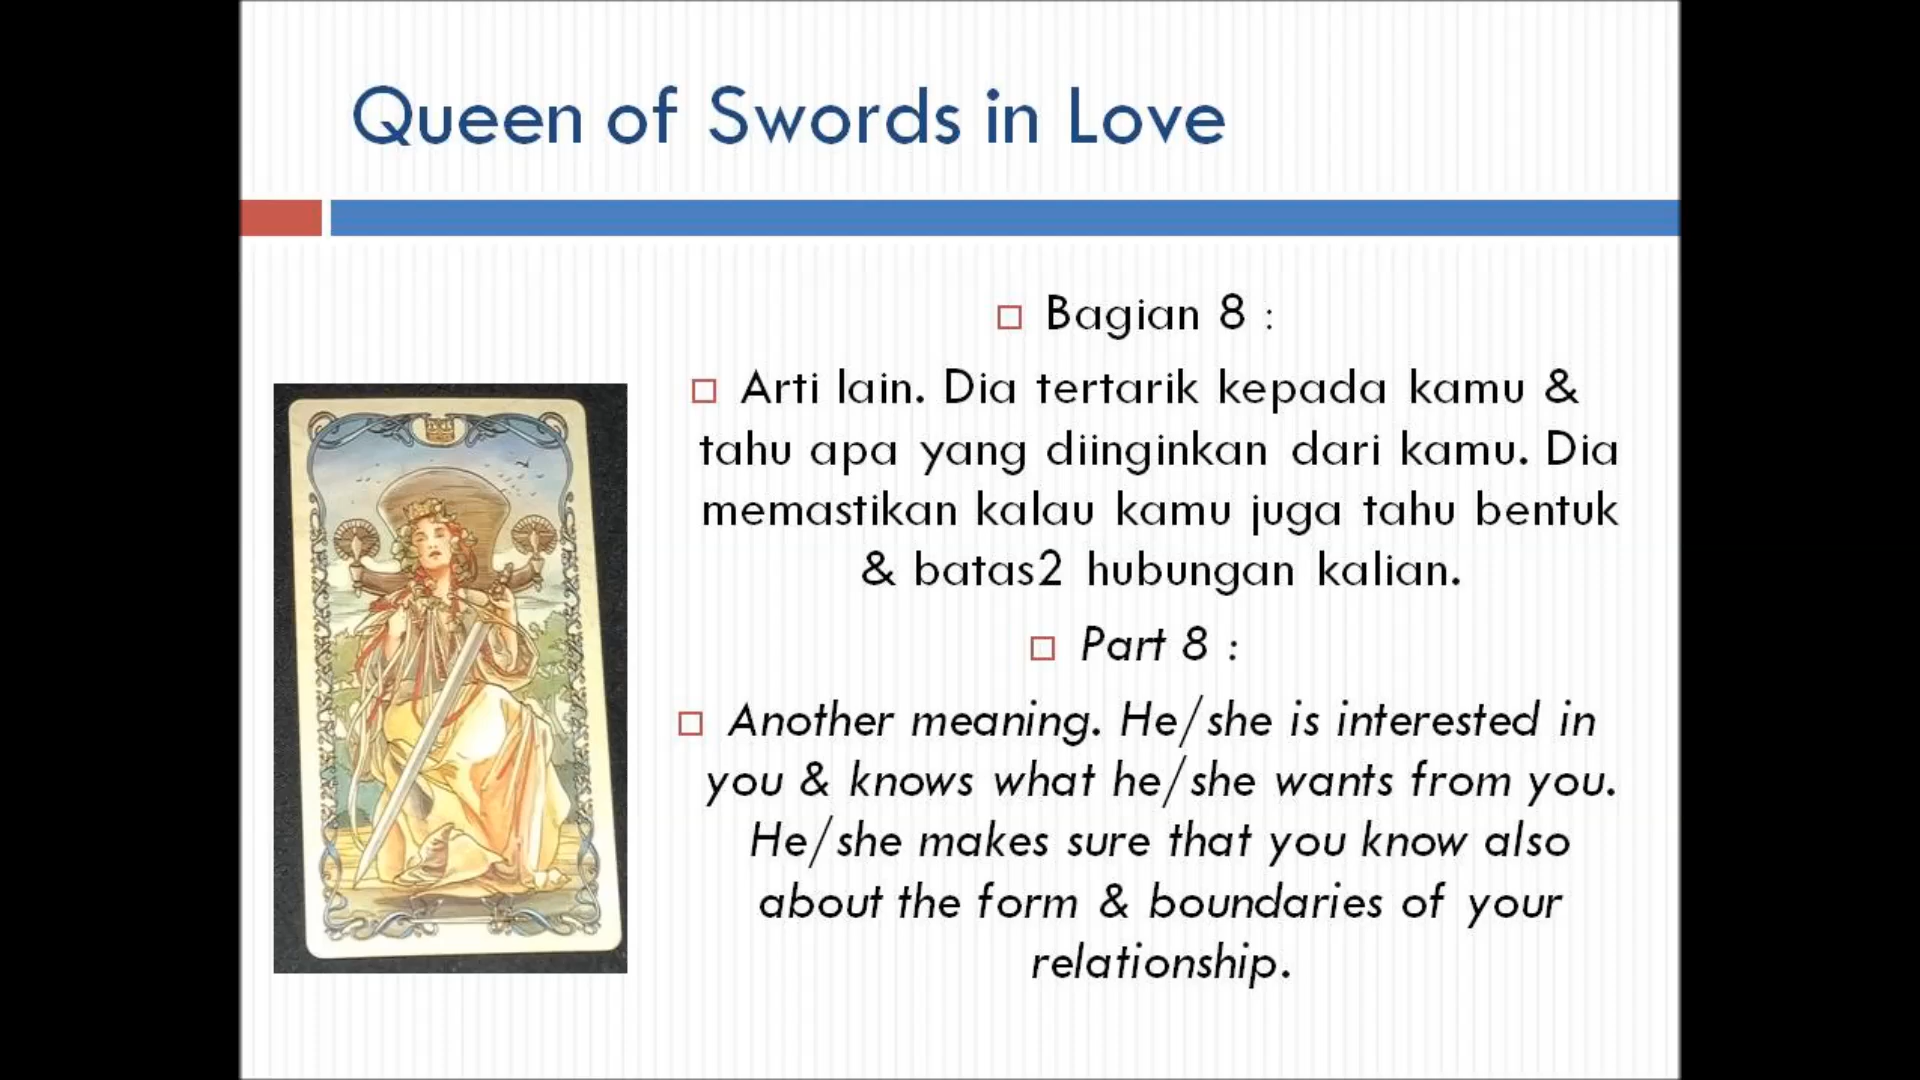 Queen of Swords in Love
Bagian 8 :
Arti lain. Dia tertarik kepada kamu &
tahu apa yang diinginkan dari kamu. Dia
memastikan kalau kamu juga tahu bentuk
& batas2 hubungan kalian.
Part 8 :
Another meaning. He/she is interested in
you & knows what he/she wants from you.
He/she makes sure that you know also
about the form & boundaries of your
relationship.